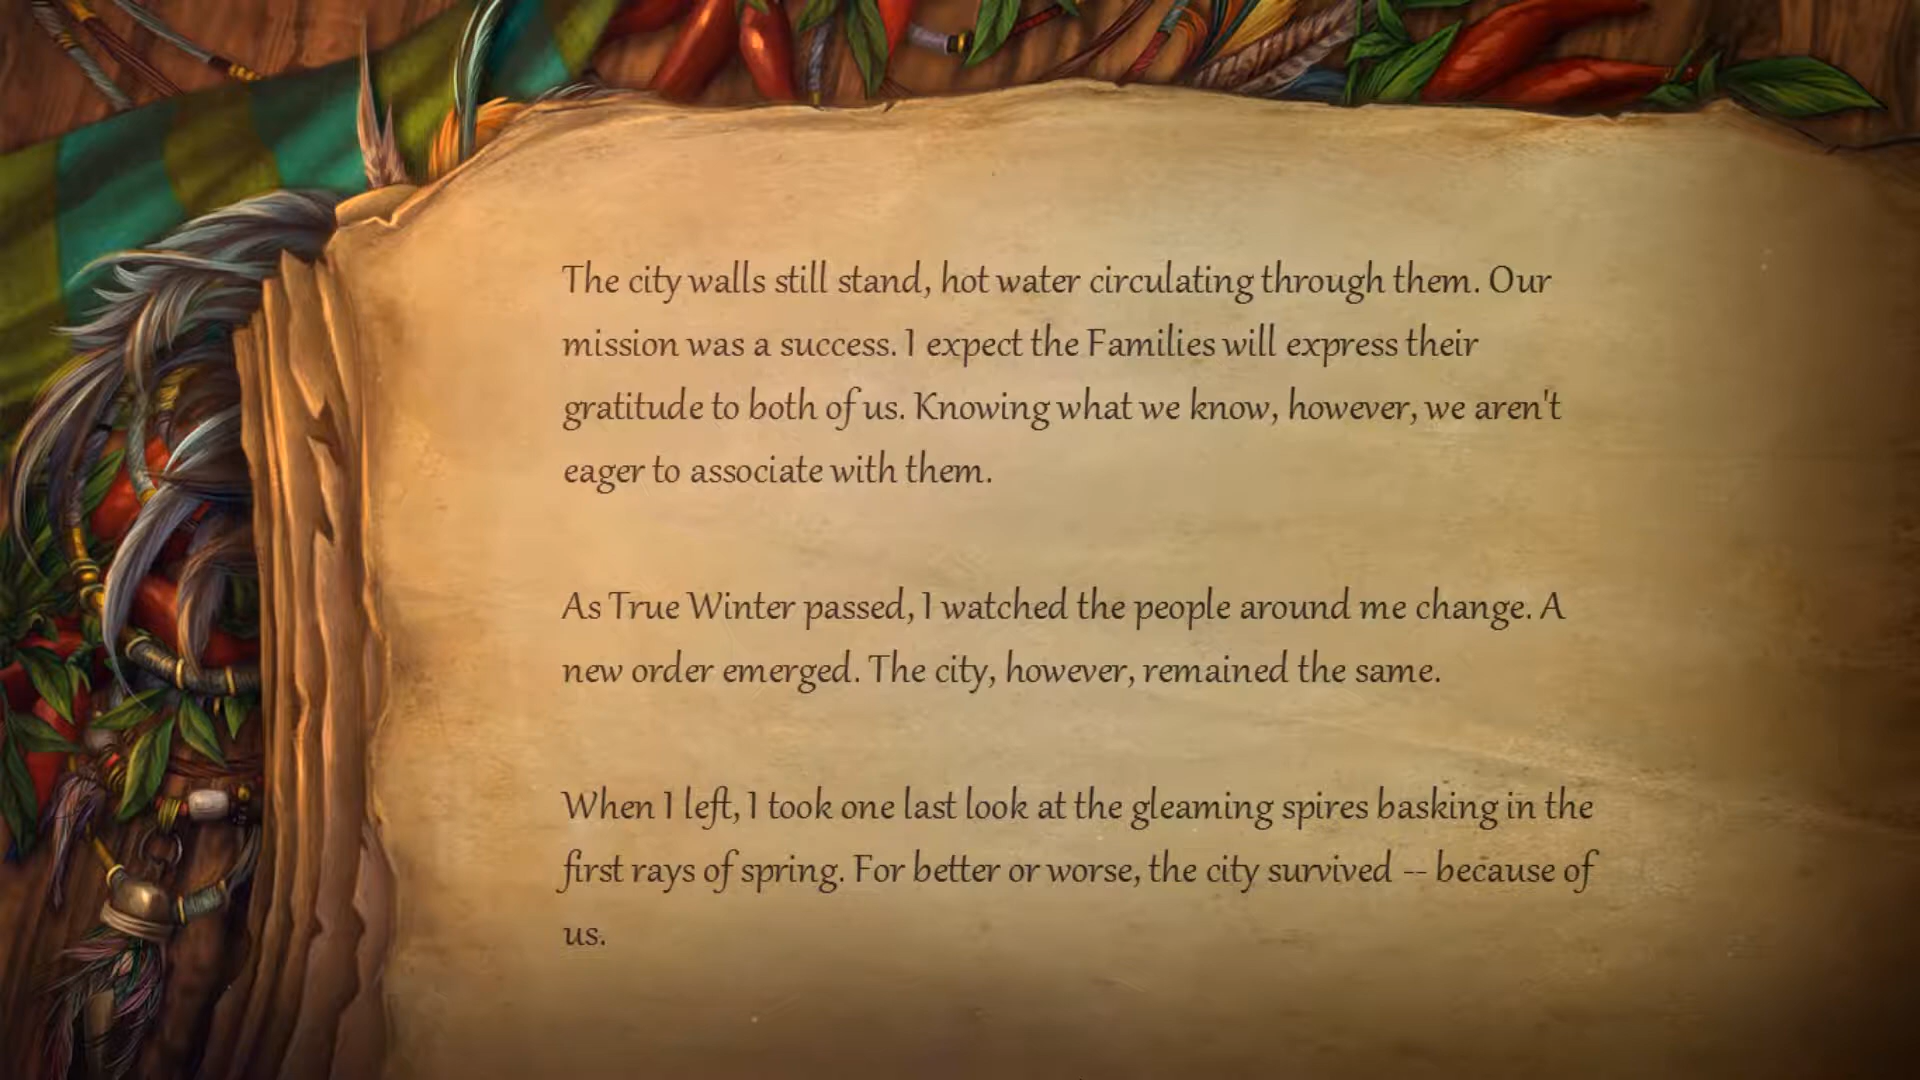 The city walls still stand, hot water circulating through them. Our
mission was a success. I expect the Families will express their
gratitude to both of us. Knowing what we know, however, we aren't
eager to associate with them.
As True Winter passed, I watched the people around me change. A
new order emerged. The city, however, remained the same.
When I left, I took one last look at the gleaming spires basking in the
first rays of spring. For better or worse, the city survived -- because of
us.